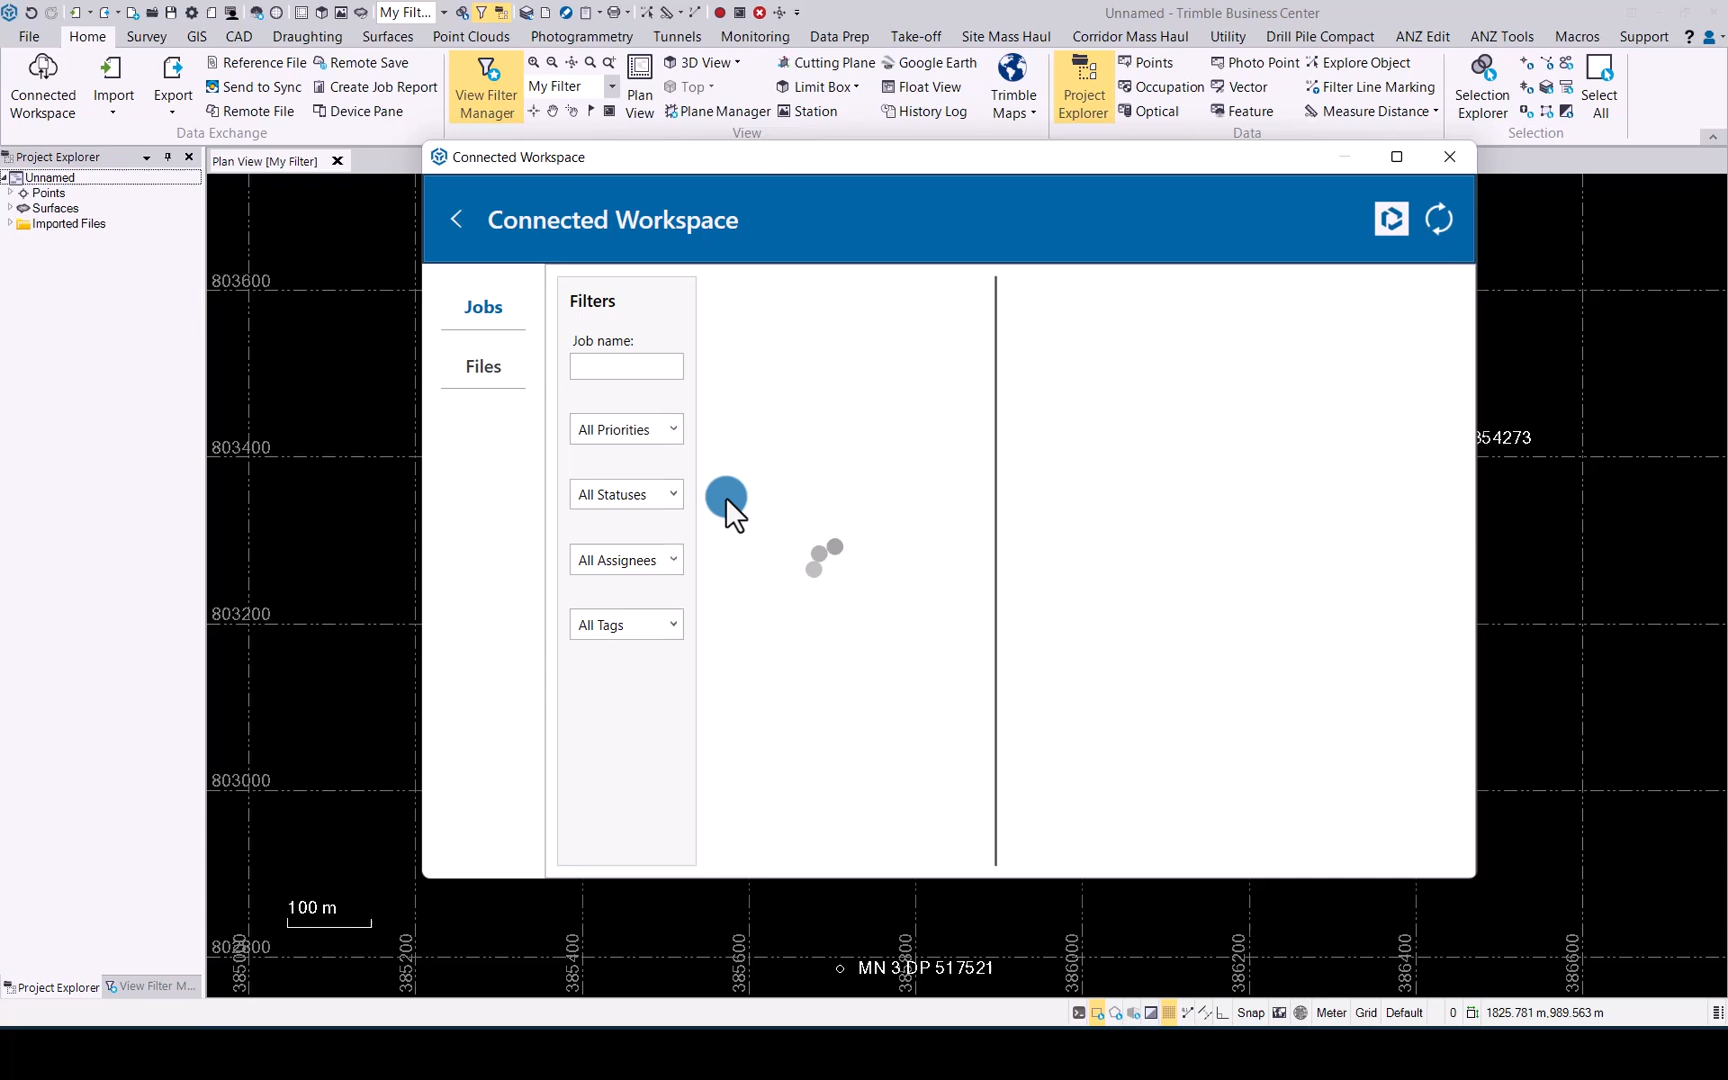 My Filt...
Unnamed - Trimble Business Center
File Home Survey GIS CAD Draughting Surfaces Point Clouds Photogrammetry Tunnels Monitoring Data Prep Take-off Site Mass Haul Corridor Mass Haul Utility Drill Pile Compact ANZ Edit ANZ Tools Macros Support ?
Connected Workspace
Import
Export
Reference File Remote Save
Send to Sync Create Job Report
Remote File Device Pane
Data Exchange
View Filter Manager
My Filter
Plan View
3D View Cutting Plane Google Earth
Top Limit Box Float View
Plane Manager Station History Log
View
Trimble Maps
Project Explorer
Points Photo Point Explore Object
Occupation Vector Filter Line Marking
Optical Feature Measure Distance
Data
Selection Explorer
Select All
Selection
Project Explorer
Unnamed
Points
Surfaces
Imported Files
Plan View [My Filter]
Connected Workspace
Connected Workspace
Jobs
Files
Filters
Job name:
All Priorities
All Statuses
All Assignees
All Tags
803600
803400
803200
803000
802800
354273
100 m
MN 3 DP 517521
385000
385200
385400
385600
385800
386000
386200
386400
386600
Project Explorer View Filter M...
Snap Meter Grid Default 0 1825.781 m,989.563 m